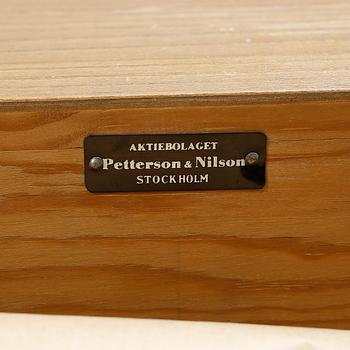 AKTIEBOLAGET
Petterson & Nilson
STOCKHOLM